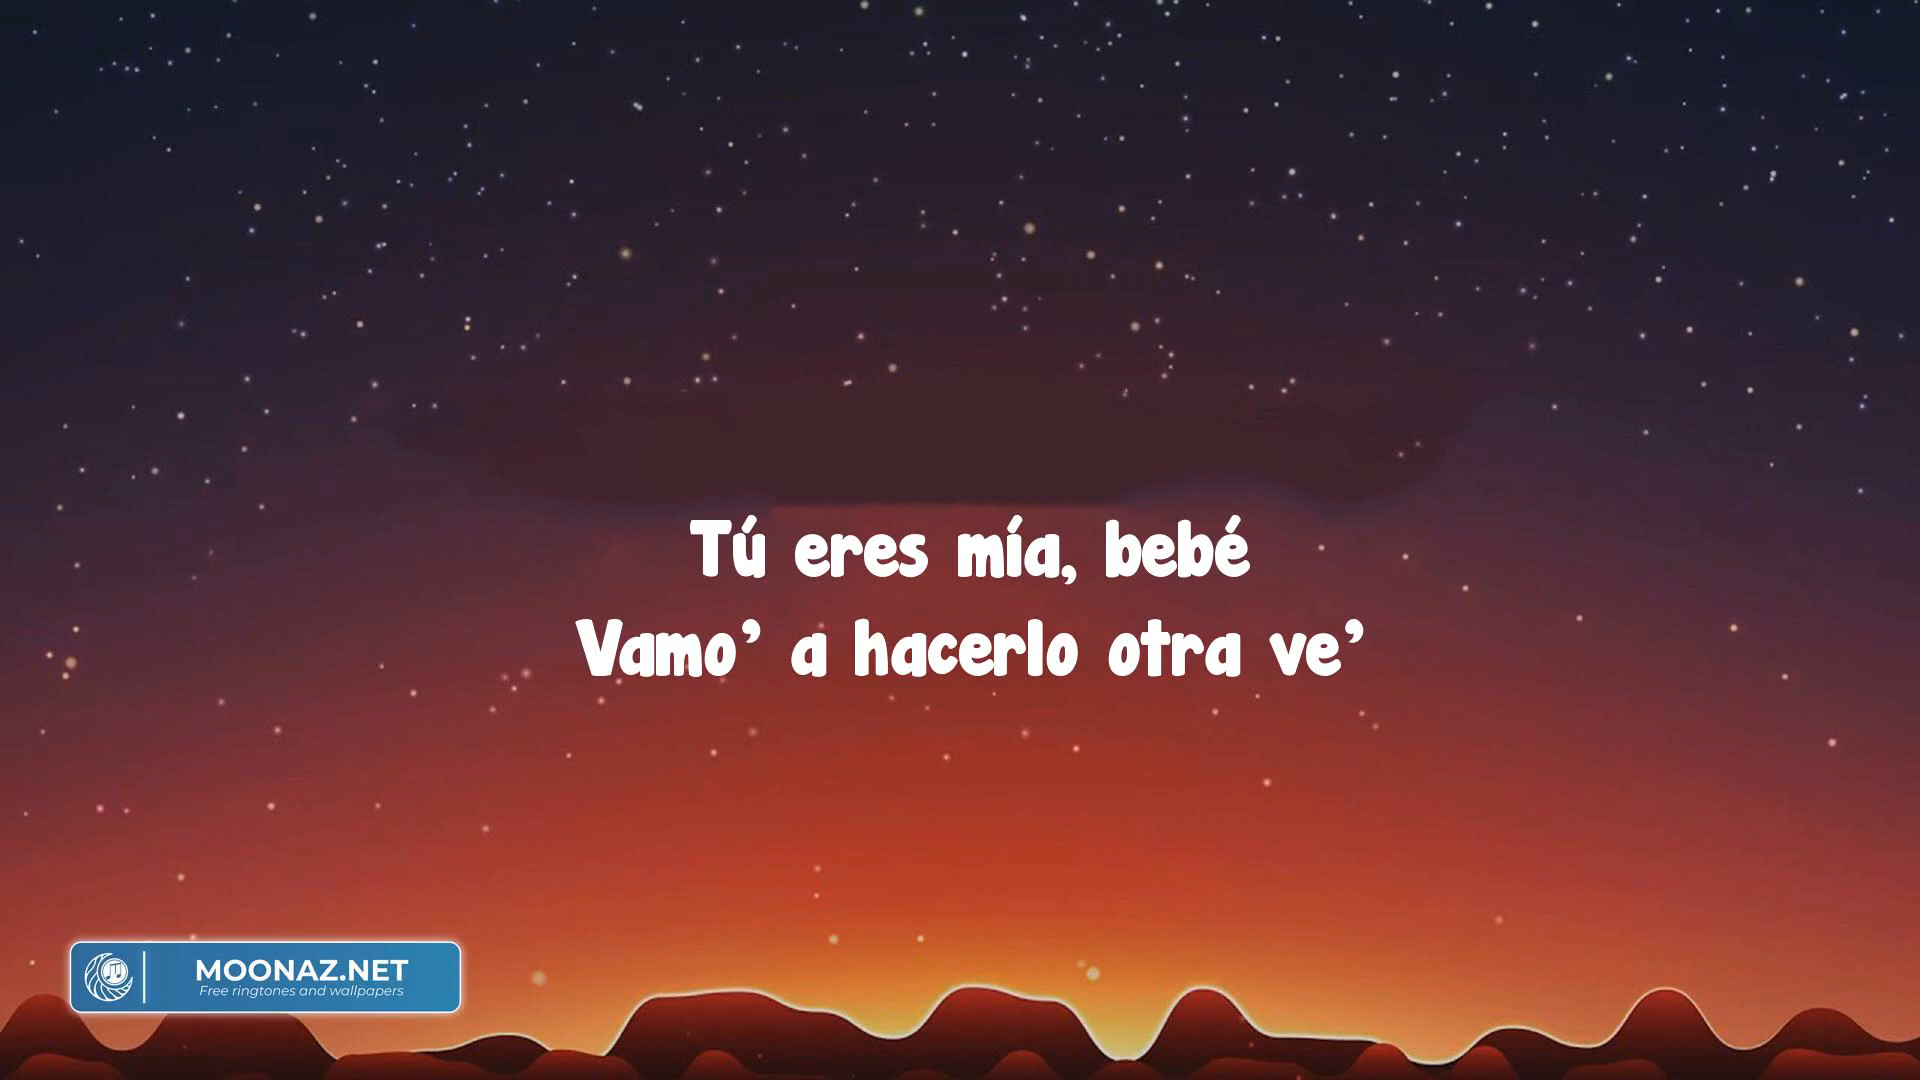 Tú eres mía, bebé
Vamo’ a hacerlo otra ve’
MOONAZ.NET
Free ringtones and wallpapers